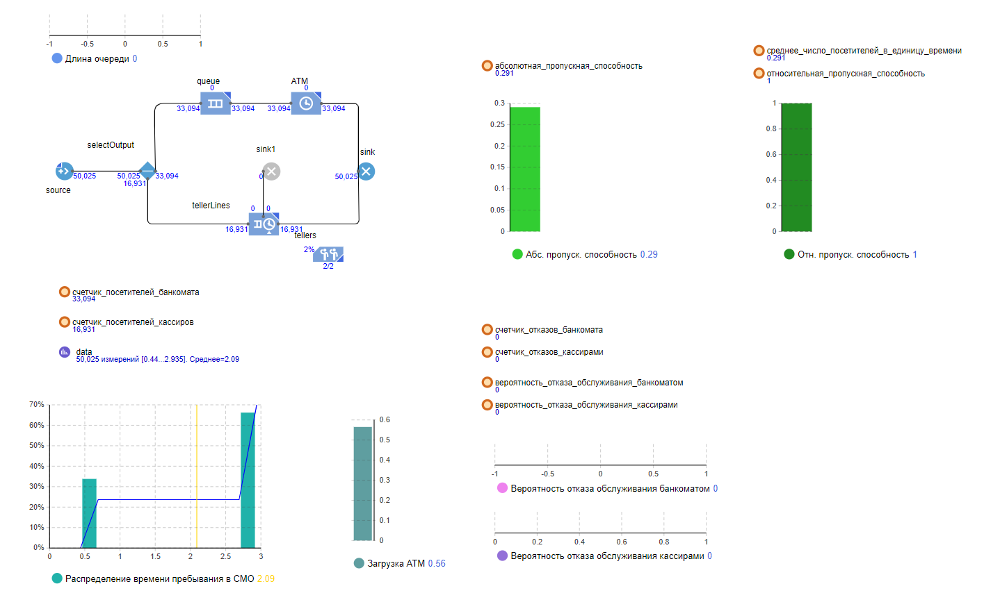 -1 -0.5 0 0.5 1
Длина очереди 0
queue
0
ATM
0
33,094 33,094 33,094 33,094
selectOutput
sink1
sink
50,025 50,025 33,094 0 50,025
16,931
source
tellerLines
0 0
16,931 16,931
tellers
2%
2/2
счетчик_посетителей_банкомата
33,094
счетчик_посетителей_кассиров
16,931
data
50,025 измерений [0.44...2.935]. Среднее=2.09
70%
60%
50%
40%
30%
20%
10%
0%
0 0.5 1 1.5 2 2.5 3
Распределение времени пребывания в СМО 2.09
0.6
0.5
0.4
0.3
0.2
0.1
0
Загрузка ATM 0.56
абсолютная_пропускная_способность
0.291
0.3
0.25
0.2
0.15
0.1
0.05
0
Абс. пропуск. способность 0.29
среднее_число_посетителей_в_единицу_времени
0.291
относительная_пропускная_способность
1
1
0.8
0.6
0.4
0.2
0
Отн. пропуск. способность 1
счетчик_отказов_банкомата
0
счетчик_отказов_кассирами
0
вероятность_отказа_обслуживания_банкоматом
0
вероятность_отказа_обслуживания_кассирами
0
-1 -0.5 0 0.5 1
Вероятность отказа обслуживания банкоматом 0
0 0.2 0.4 0.6 0.8 1
Вероятность отказа обслуживания кассирами 0